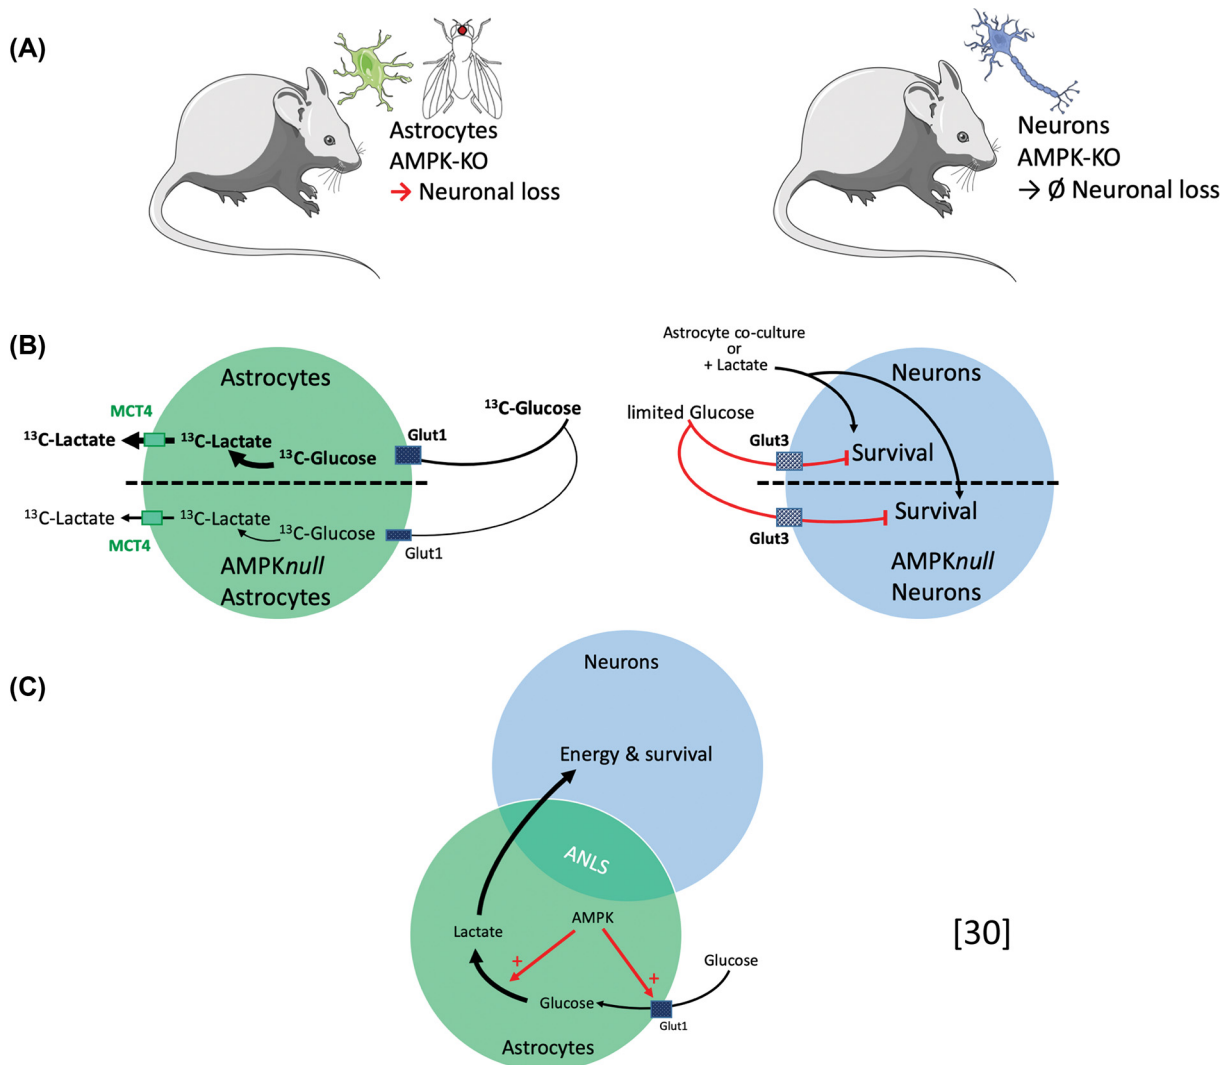 (A)
Astrocytes
AMPK-KO
→ Neuronal loss
Neurons
AMPK-KO
→ Ø Neuronal loss
(B)
Astrocytes
MCT4
¹³C-Lactate
¹³C-Lactate
¹³C-Glucose
Glut1
¹³C-Glucose
¹³C-Lactate
¹³C-Lactate
¹³C-Glucose
MCT4
Glut1
AMPKnull
Astrocytes
Astrocyte co-culture
or
+ Lactate
Neurons
limited Glucose
Glut3
Survival
Survival
Glut3
AMPKnull
Neurons
(C)
Neurons
Energy & survival
ANLS
AMPK
Lactate
+
+
Glucose
Glucose
Glut1
Astrocytes
[30]